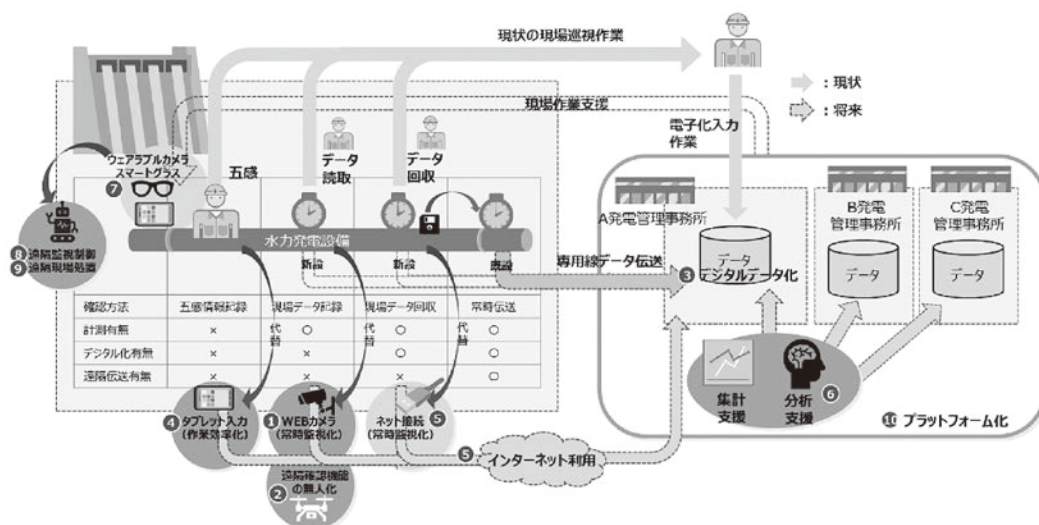 現状の現場巡視作業
：現状
：将来
現場作業支援
電子化入力
作業
ウェアラブルカメラ
スマートグラス
❼
五感
データ
読取
データ
回収
❽ 遠隔監視制御
❾ 遠隔現場処置
水力発電設備
新設
新設
既設
専用線データ伝送
A発電管理事務所
B発電
管理事務所
C発電
管理事務所
データ
❸ デジタルデータ化
データ
データ
確認方法 五感情報記録 現場データ記録 現場データ回収 常時伝送
計測有無 × ○ ○ ○
デジタル化有無 × × ○ ○
遠隔伝送有無 × × × ○
代替
代替
代替
❹ タブレット入力
(作業効率化)
❶ WEBカメラ
(常時監視化)
ネット接続 ❺
(常時監視化)
❷ 遠隔確認機能
の無人化
❺ インターネット利用
集計
支援
分析
支援
❻
❿ プラットフォーム化